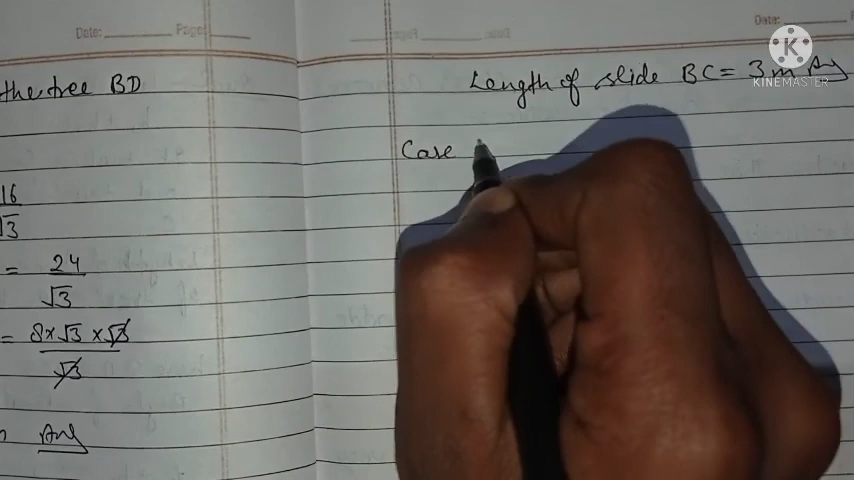 Date: Page:
the tree BD
16
√3
= 24
√3
= 8×√3×√3
√3
Ans
Date:
KINEMASTER
Length of slide BC = 3m Ans
Case